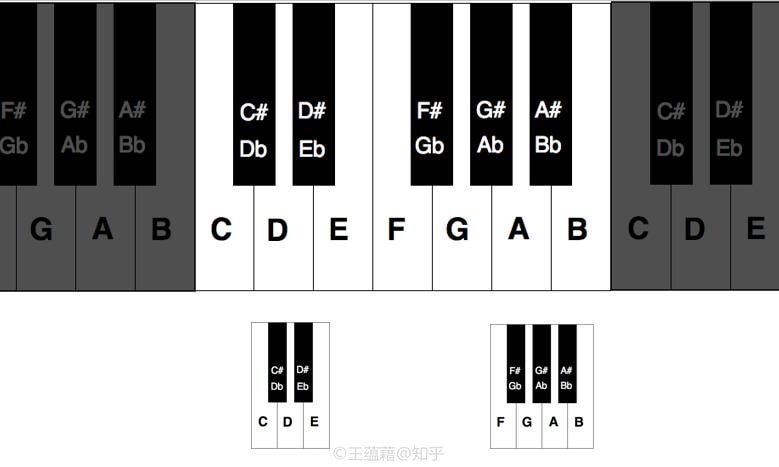 F# G# A# C# D# F# G# A# C# D#
Gb Ab Bb Db Eb Gb Ab Bb Db Eb
G A B C D E F G A B C D E
C# D# F# G# A#
Db Eb Gb Ab Bb
C D E F G A B
©王蕴藉@知乎